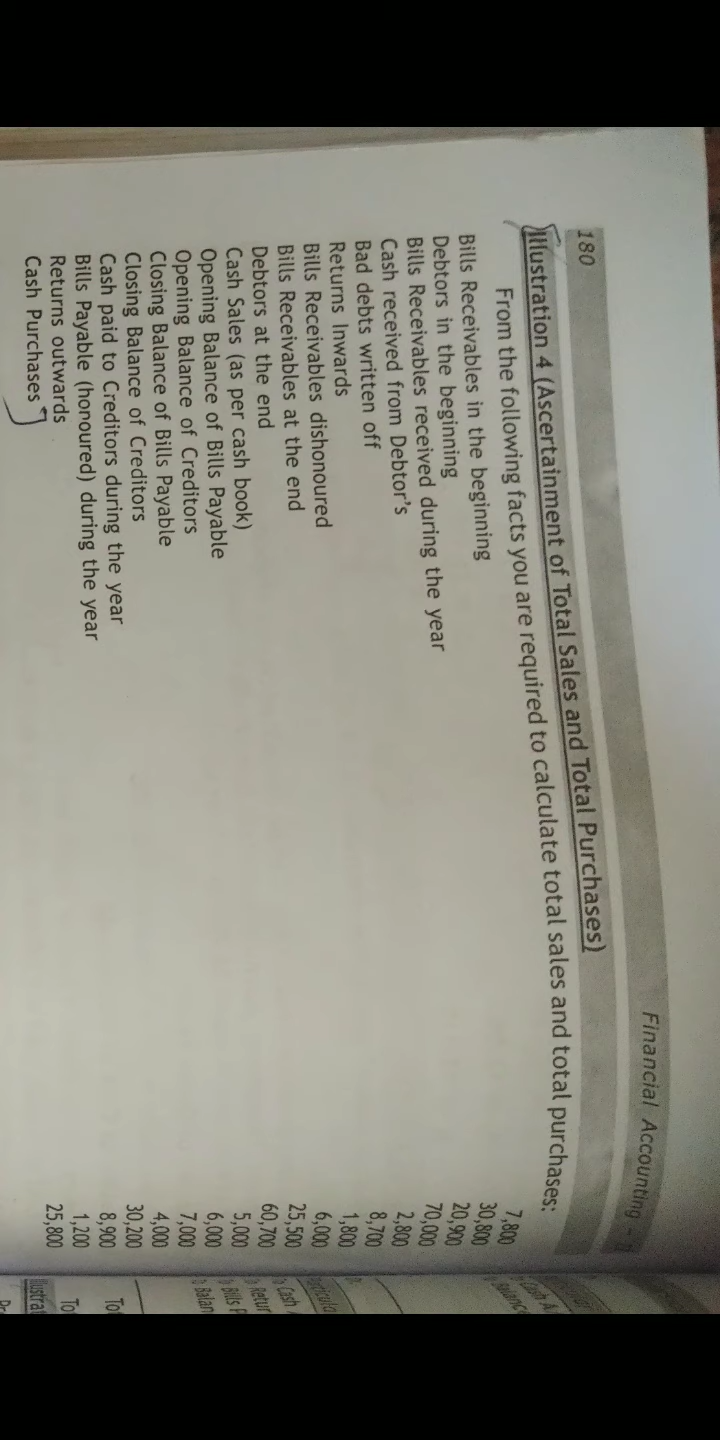 180
Financial Accounting -
Illustration 4 (Ascertainment of Total Sales and Total Purchases)
From the following facts you are required to calculate total sales and total purchases:
Bills Receivables in the beginning 7,800
Debtors in the beginning 30,800
Bills Receivables received during the year 20,900
Cash received from Debtor's 70,000
Bad debts written off 2,800
Returns Inwards 8,700
Bills Receivables dishonoured 1,800
Bills Receivables at the end 6,000
Debtors at the end 25,500
Cash Sales (as per cash book) 60,700
Opening Balance of Bills Payable 5,000
Opening Balance of Creditors 6,000
Closing Balance of Bills Payable 7,000
Closing Balance of Creditors 4,000
Cash paid to Creditors during the year 30,200
Bills Payable (honoured) during the year 8,900
Returns outwards 1,200
Cash Purchases 25,800